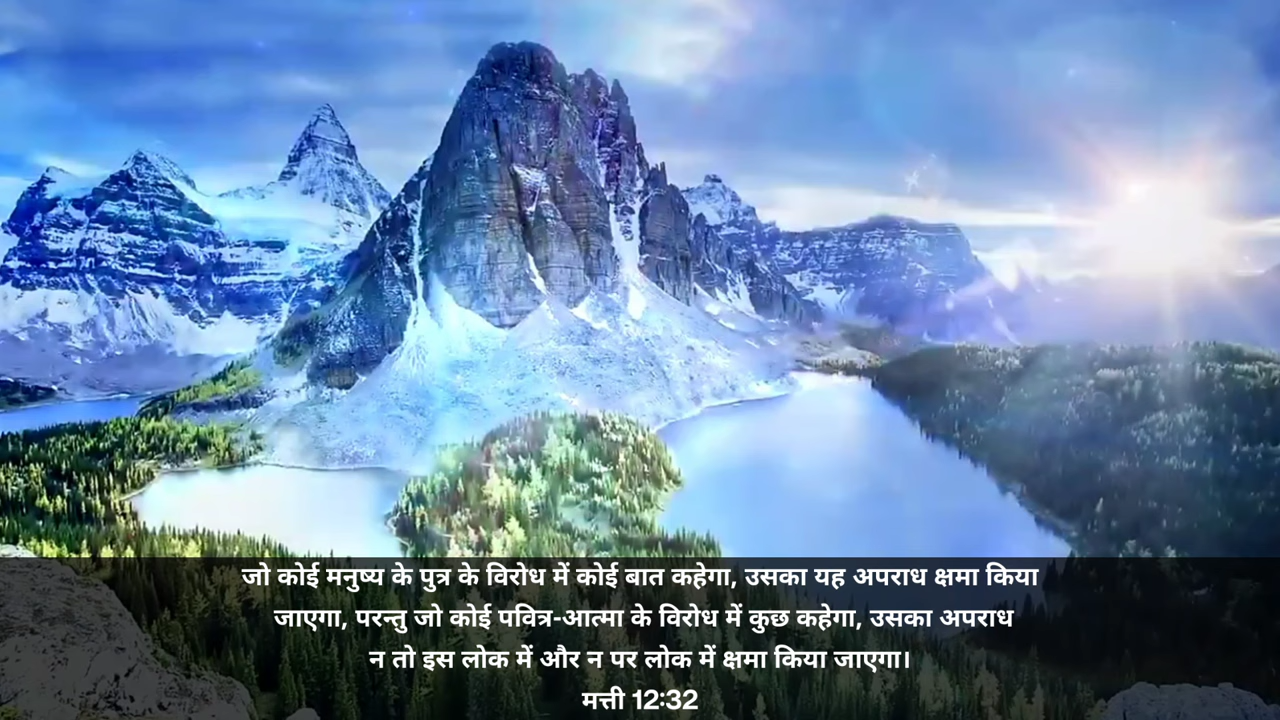 जो कोई मनुष्य के पुत्र के विरोध में कोई बात कहेगा, उसका यह अपराध क्षमा किया
जाएगा, परन्तु जो कोई पवित्र-आत्मा के विरोध में कुछ कहेगा, उसका अपराध
न तो इस लोक में और न पर लोक में क्षमा किया जाएगा।
मत्ती 12:32